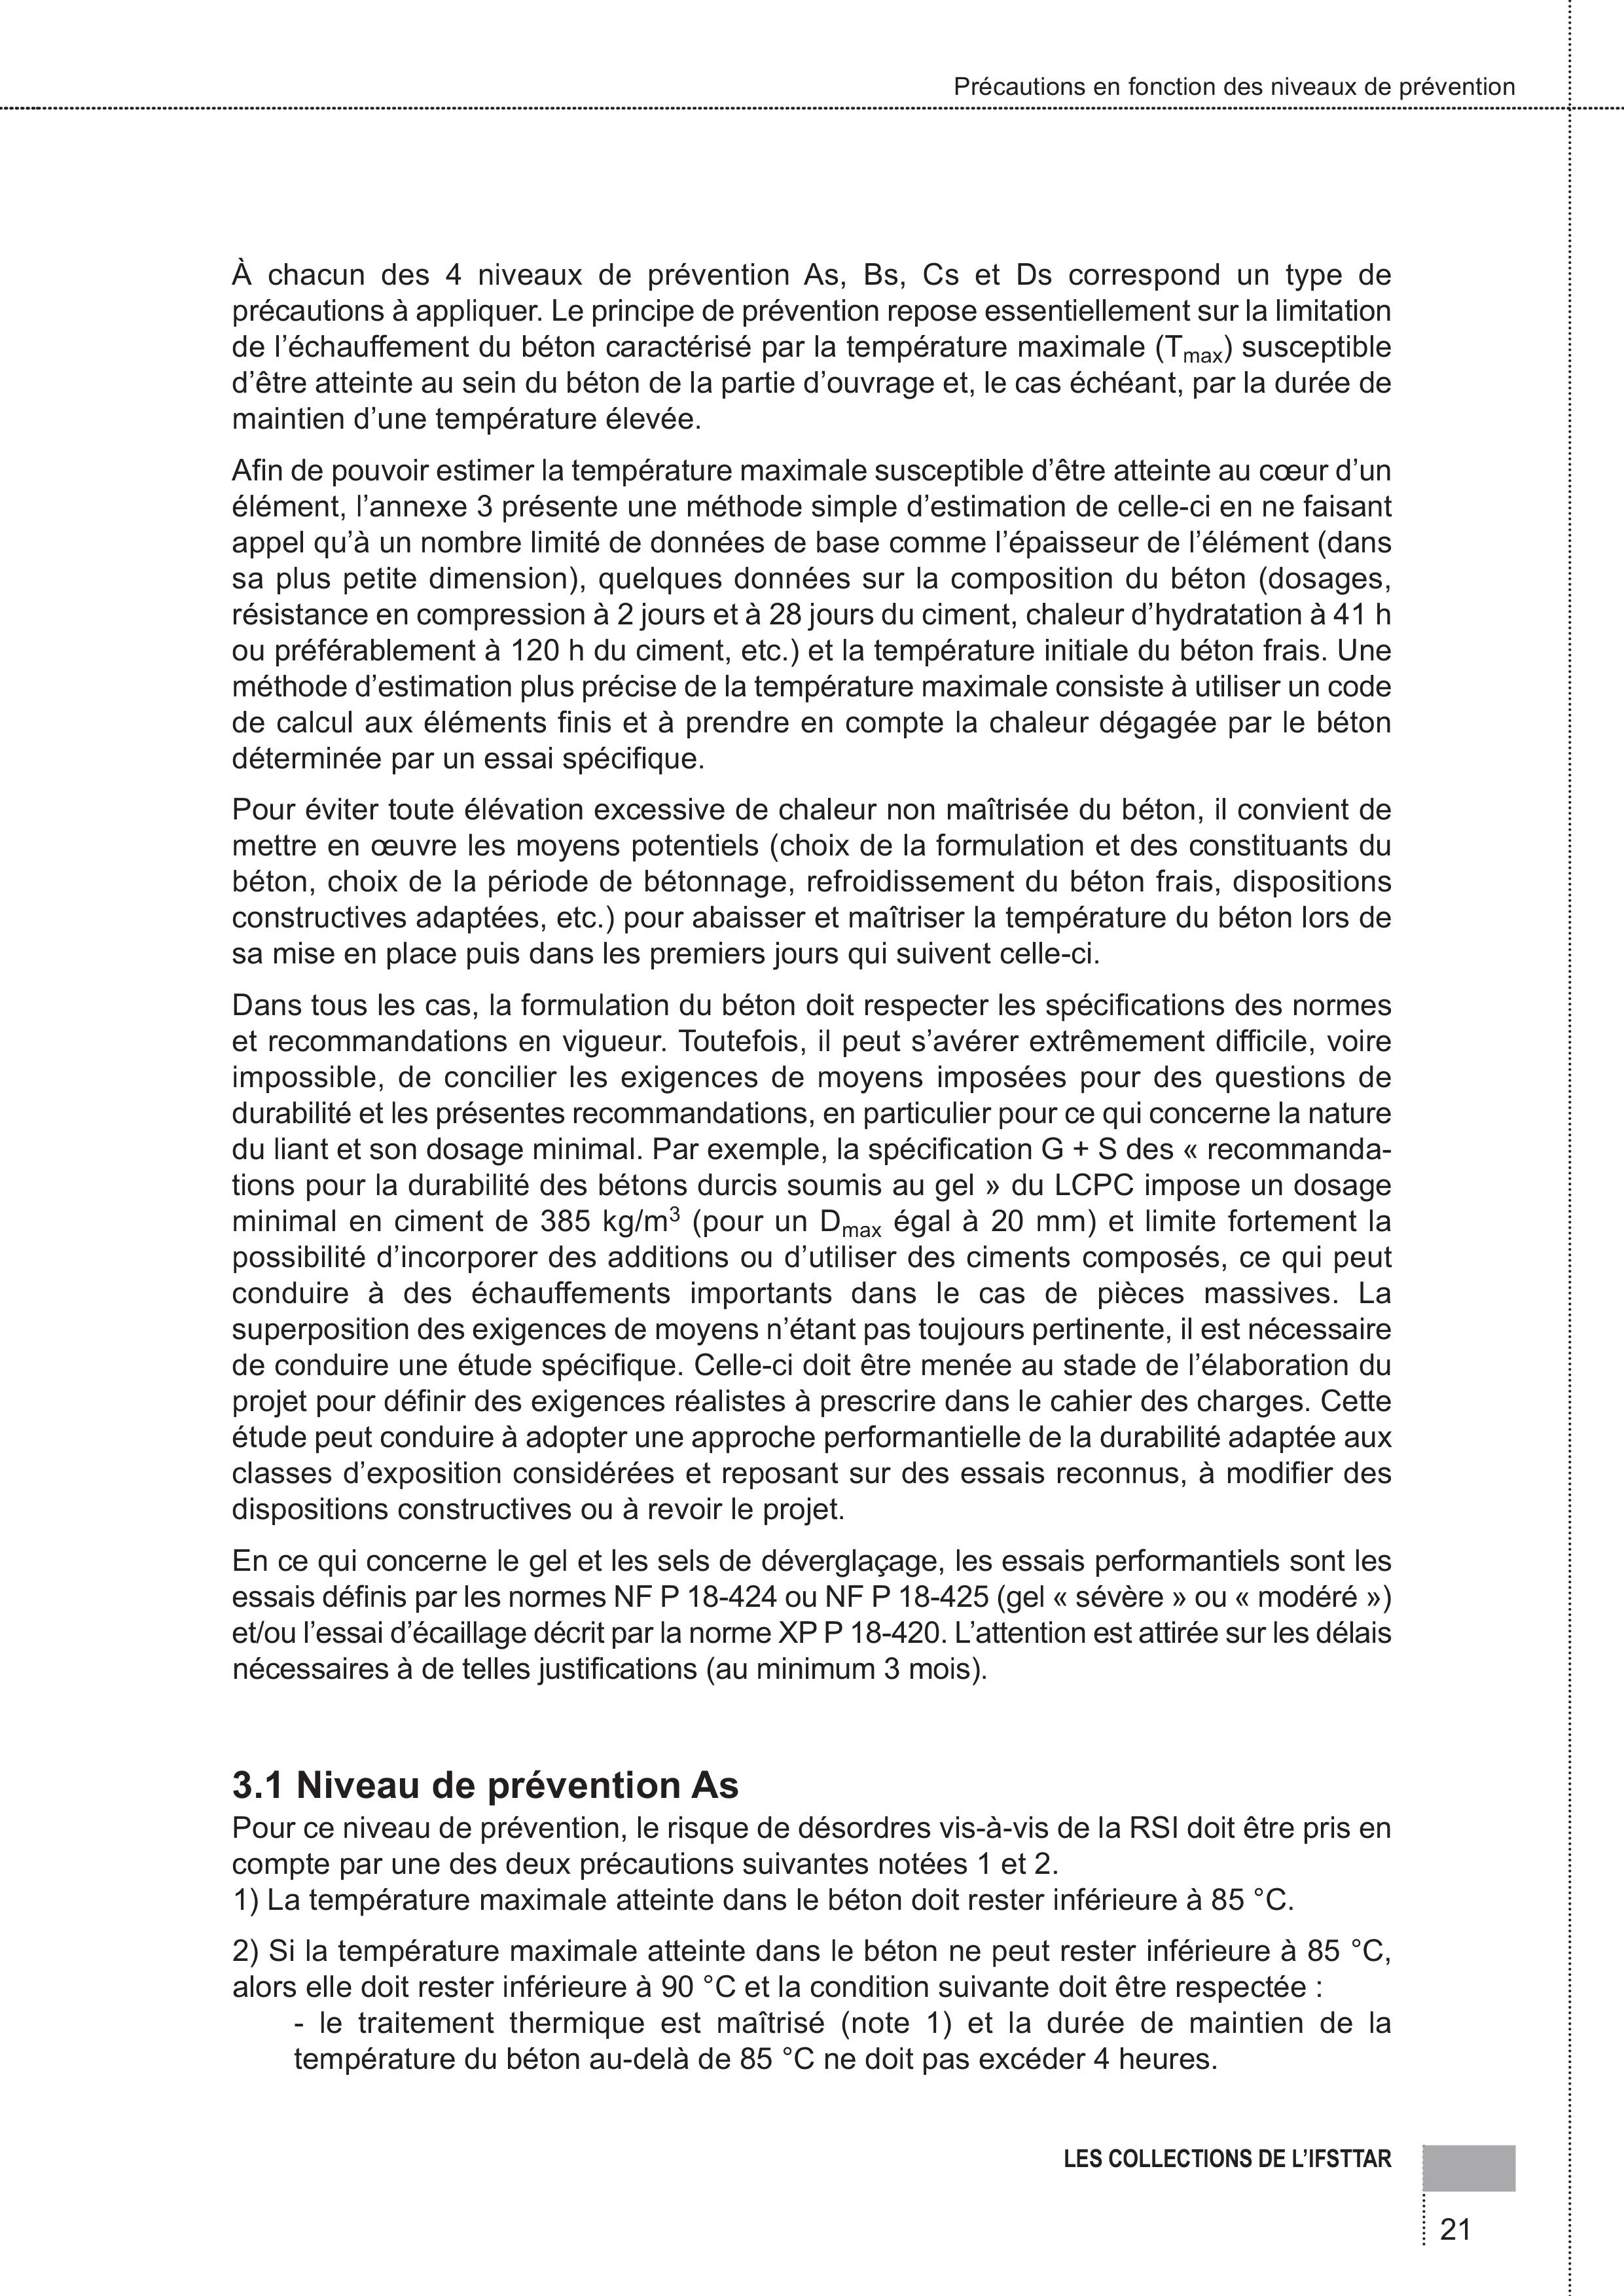 Précautions en fonction des niveaux de prévention
À chacun des 4 niveaux de prévention As, Bs, Cs et Ds correspond un type de
précautions à appliquer. Le principe de prévention repose essentiellement sur la limitation
de l’échauffement du béton caractérisé par la température maximale (Tmax) susceptible
d’être atteinte au sein du béton de la partie d’ouvrage et, le cas échéant, par la durée de
maintien d’une température élevée.
Afin de pouvoir estimer la température maximale susceptible d’être atteinte au cœur d’un
élément, l’annexe 3 présente une méthode simple d’estimation de celle-ci en ne faisant
appel qu’à un nombre limité de données de base comme l’épaisseur de l’élément (dans
sa plus petite dimension), quelques données sur la composition du béton (dosages,
résistance en compression à 2 jours et à 28 jours du ciment, chaleur d’hydratation à 41 h
ou préférablement à 120 h du ciment, etc.) et la température initiale du béton frais. Une
méthode d’estimation plus précise de la température maximale consiste à utiliser un code
de calcul aux éléments finis et à prendre en compte la chaleur dégagée par le béton
déterminée par un essai spécifique.
Pour éviter toute élévation excessive de chaleur non maîtrisée du béton, il convient de
mettre en œuvre les moyens potentiels (choix de la formulation et des constituants du
béton, choix de la période de bétonnage, refroidissement du béton frais, dispositions
constructives adaptées, etc.) pour abaisser et maîtriser la température du béton lors de
sa mise en place puis dans les premiers jours qui suivent celle-ci.
Dans tous les cas, la formulation du béton doit respecter les spécifications des normes
et recommandations en vigueur. Toutefois, il peut s’avérer extrêmement difficile, voire
impossible, de concilier les exigences de moyens imposées pour des questions de
durabilité et les présentes recommandations, en particulier pour ce qui concerne la nature
du liant et son dosage minimal. Par exemple, la spécification G + S des « recommanda-
tions pour la durabilité des bétons durcis soumis au gel » du LCPC impose un dosage
minimal en ciment de 385 kg/m³ (pour un Dmax égal à 20 mm) et limite fortement la
possibilité d’incorporer des additions ou d’utiliser des ciments composés, ce qui peut
conduire à des échauffements importants dans le cas de pièces massives. La
superposition des exigences de moyens n’étant pas toujours pertinente, il est nécessaire
de conduire une étude spécifique. Celle-ci doit être menée au stade de l’élaboration du
projet pour définir des exigences réalistes à prescrire dans le cahier des charges. Cette
étude peut conduire à adopter une approche performantielle de la durabilité adaptée aux
classes d’exposition considérées et reposant sur des essais reconnus, à modifier des
dispositions constructives ou à revoir le projet.
En ce qui concerne le gel et les sels de déverglaçage, les essais performantiels sont les
essais définis par les normes NF P 18-424 ou NF P 18-425 (gel « sévère » ou « modéré »)
et/ou l’essai d’écaillage décrit par la norme XP P 18-420. L’attention est attirée sur les délais
nécessaires à de telles justifications (au minimum 3 mois).
3.1 Niveau de prévention As
Pour ce niveau de prévention, le risque de désordres vis-à-vis de la RSI doit être pris en
compte par une des deux précautions suivantes notées 1 et 2.
1) La température maximale atteinte dans le béton doit rester inférieure à 85 °C.
2) Si la température maximale atteinte dans le béton ne peut rester inférieure à 85 °C,
alors elle doit rester inférieure à 90 °C et la condition suivante doit être respectée :
- le traitement thermique est maîtrisé (note 1) et la durée de maintien de la
température du béton au-delà de 85 °C ne doit pas excéder 4 heures.
LES COLLECTIONS DE L’IFSTTAR
21